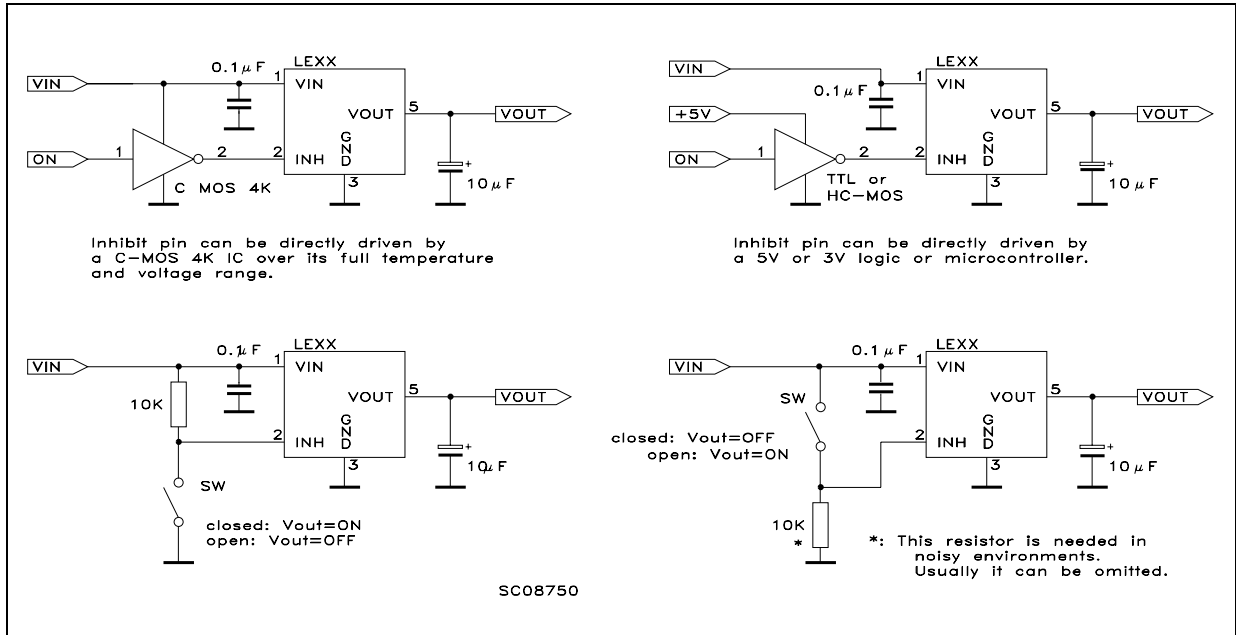 LEXX
VIN
0.1μF
1
VIN
VOUT
5
VOUT
ON
1
2
2
INH
GND
3
+
10μF
C MOS 4K
Inhibit pin can be directly driven by
a C-MOS 4K IC over its full temperature
and voltage range.
LEXX
VIN
0.1μF
1
VIN
+5V
VOUT
5
VOUT
ON
1
2
2
INH
GND
3
+
10μF
TTL or
HC-MOS
Inhibit pin can be directly driven by
a 5V or 3V logic or microcontroller.
LEXX
VIN
0.1μF
1
VIN
10K
VOUT
5
VOUT
2
INH
GND
3
+
10μF
SW
closed: Vout=ON
open: Vout=OFF
LEXX
VIN
0.1μF
1
VIN
SW
VOUT
5
VOUT
closed: Vout=OFF
open: Vout=ON
2
INH
GND
3
+
10μF
10K
*
*: This resistor is needed in
noisy environments.
Usually it can be omitted.
SC08750